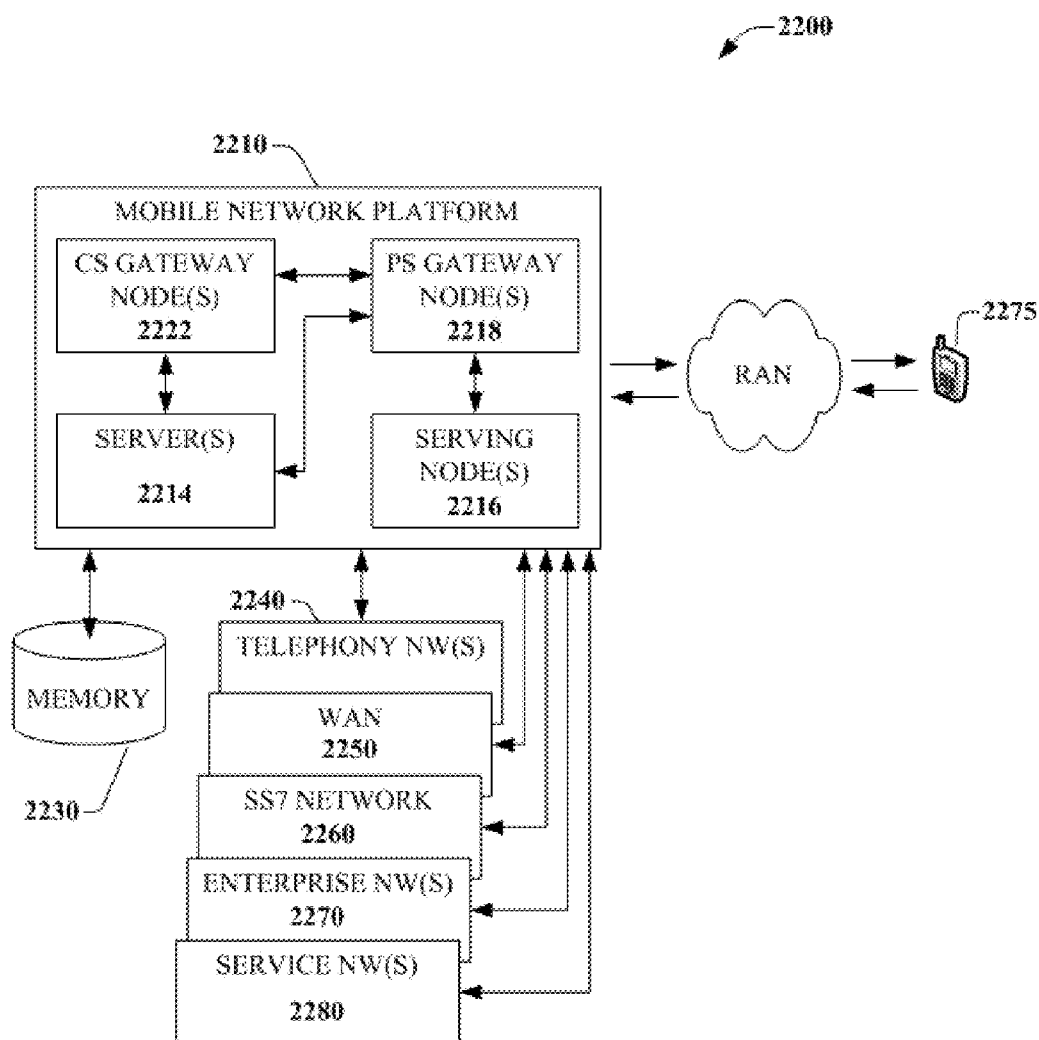 2200
2210
MOBILE NETWORK PLATFORM
CS GATEWAY
NODE(S)
2222
PS GATEWAY
NODE(S)
2218
SERVER(S)
2214
SERVING
NODE(S)
2216
RAN
2275
2240
TELEPHONY NW(S)
MEMORY
2230
WAN
2250
SS7 NETWORK
2260
ENTERPRISE NW(S)
2270
SERVICE NW(S)
2280